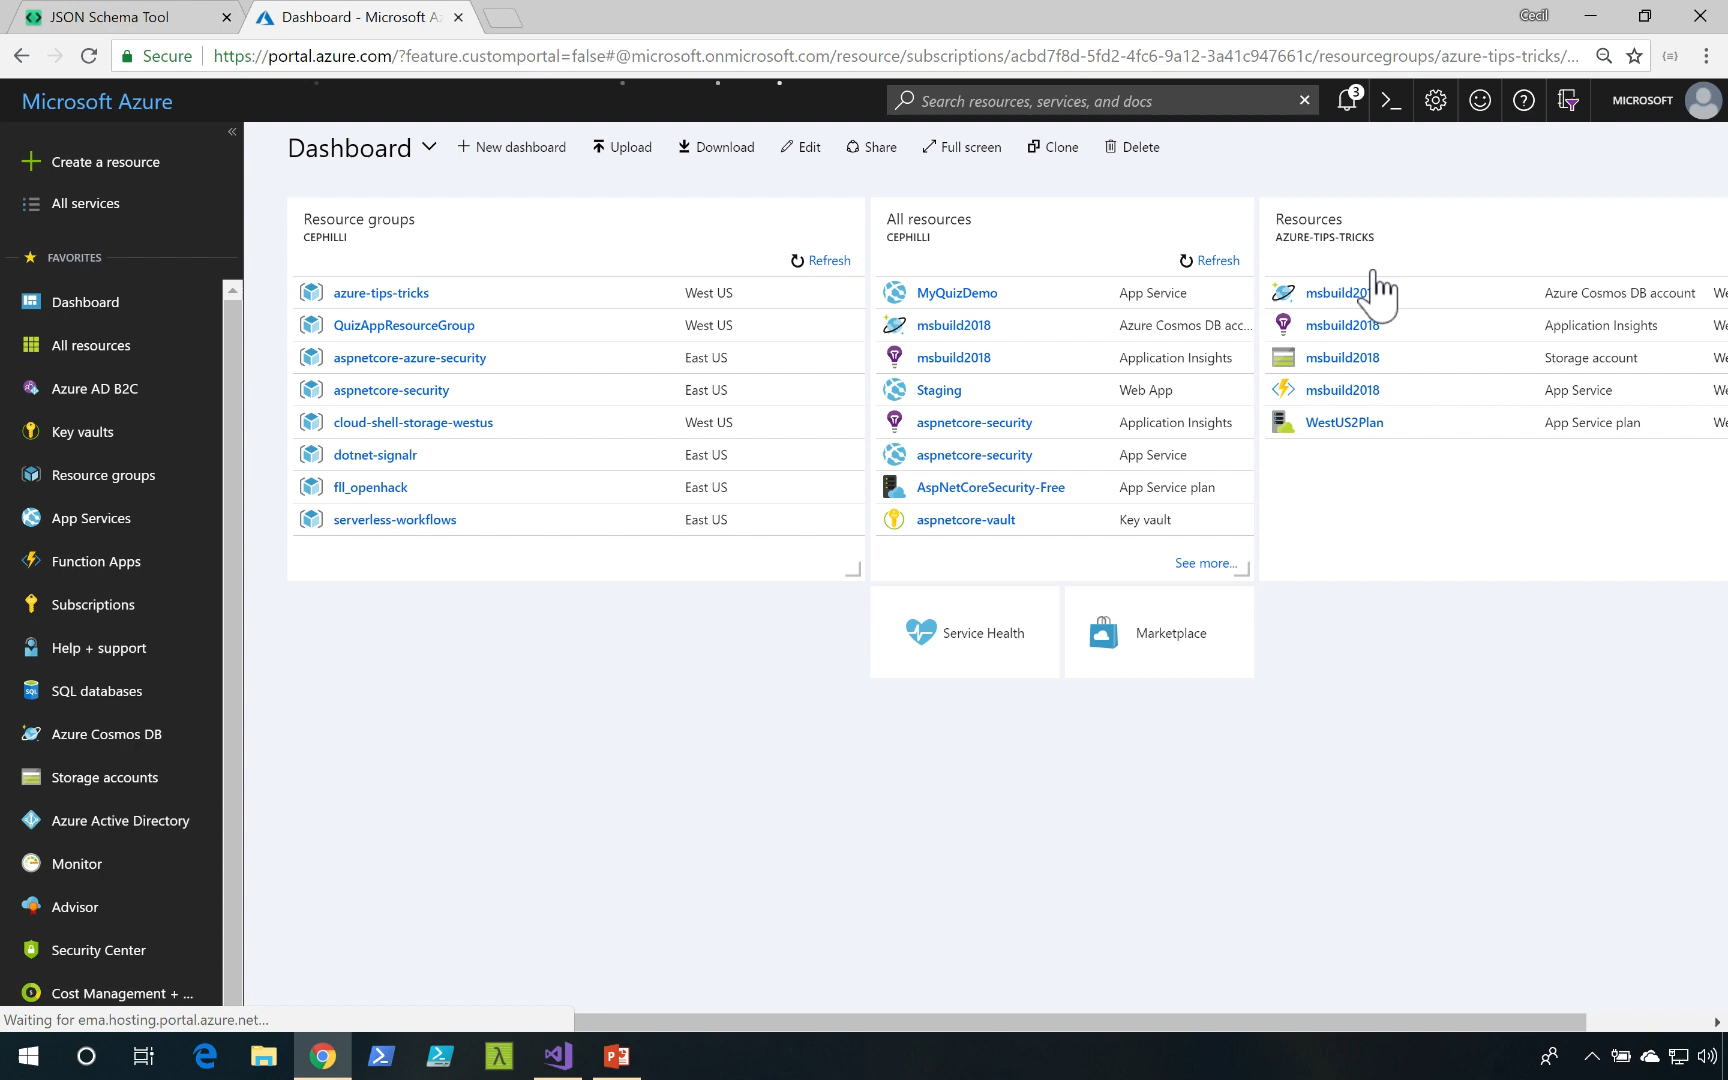 JSON Schema Tool
Dashboard - Microsoft A
Cecil
Secure
https://portal.azure.com/?feature.customportal=false#@microsoft.onmicrosoft.com/resource/subscriptions/acbd7f8d-5fd2-4fc6-9a12-3a41c947661c/resourcegroups/azure-tips-tricks/...
Microsoft Azure
Search resources, services, and docs
3
MICROSOFT
Create a resource
All services
FAVORITES
Dashboard
All resources
Azure AD B2C
Key vaults
Resource groups
App Services
Function Apps
Subscriptions
Help + support
SQL databases
Azure Cosmos DB
Storage accounts
Azure Active Directory
Monitor
Advisor
Security Center
Cost Management + ...
Dashboard
New dashboard
Upload
Download
Edit
Share
Full screen
Clone
Delete
Resource groups
CEPHILLI
Refresh
azure-tips-tricks West US
QuizAppResourceGroup West US
aspnetcore-azure-security East US
aspnetcore-security East US
cloud-shell-storage-westus West US
dotnet-signalr East US
fll_openhack East US
serverless-workflows East US
All resources
CEPHILLI
Refresh
MyQuizDemo App Service
msbuild2018 Azure Cosmos DB acc...
msbuild2018 Application Insights
Staging Web App
aspnetcore-security Application Insights
aspnetcore-security App Service
AspNetCoreSecurity-Free App Service plan
aspnetcore-vault Key vault
See more...
Resources
AZURE-TIPS-TRICKS
msbuild20 Azure Cosmos DB account We
msbuild2018 Application Insights We
msbuild2018 Storage account We
msbuild2018 App Service We
WestUS2Plan App Service plan We
Service Health
Marketplace
Waiting for ema.hosting.portal.azure.net...